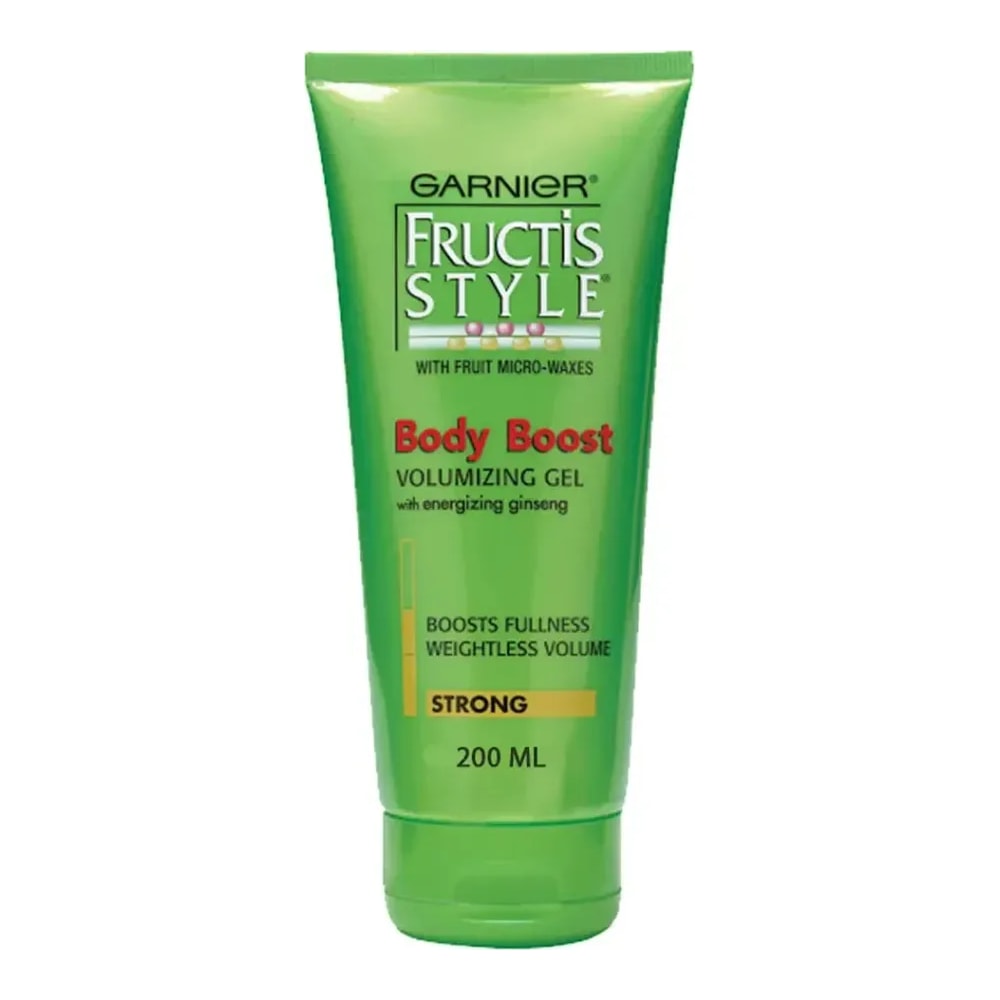 GARNIER®
FRUCTIS
STYLE®
WITH FRUIT MICRO-WAXES
Body Boost
VOLUMIZING GEL
with energizing ginseng
BOOSTS FULLNESS
WEIGHTLESS VOLUME
STRONG
200 ML